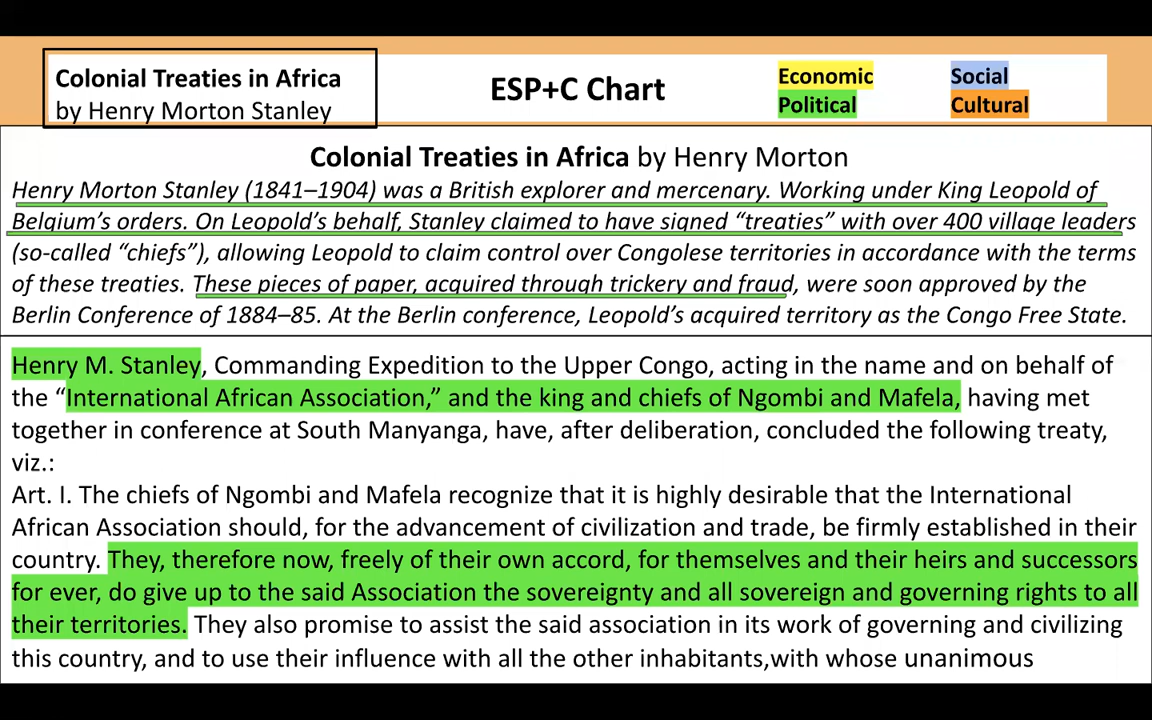 Colonial Treaties in Africa
by Henry Morton Stanley
ESP+C Chart
Economic
Political
Social
Cultural
Colonial Treaties in Africa by Henry Morton
Henry Morton Stanley (1841–1904) was a British explorer and mercenary. Working under King Leopold of
Belgium’s orders. On Leopold’s behalf, Stanley claimed to have signed “treaties” with over 400 village leaders
(so-called “chiefs”), allowing Leopold to claim control over Congolese territories in accordance with the terms
of these treaties. These pieces of paper, acquired through trickery and fraud, were soon approved by the
Berlin Conference of 1884–85. At the Berlin conference, Leopold’s acquired territory as the Congo Free State.
Henry M. Stanley, Commanding Expedition to the Upper Congo, acting in the name and on behalf of
the “International African Association,” and the king and chiefs of Ngombi and Mafela, having met
together in conference at South Manyanga, have, after deliberation, concluded the following treaty,
viz.:
Art. I. The chiefs of Ngombi and Mafela recognize that it is highly desirable that the International
African Association should, for the advancement of civilization and trade, be firmly established in their
country. They, therefore now, freely of their own accord, for themselves and their heirs and successors
for ever, do give up to the said Association the sovereignty and all sovereign and governing rights to all
their territories. They also promise to assist the said association in its work of governing and civilizing
this country, and to use their influence with all the other inhabitants,with whose unanimous